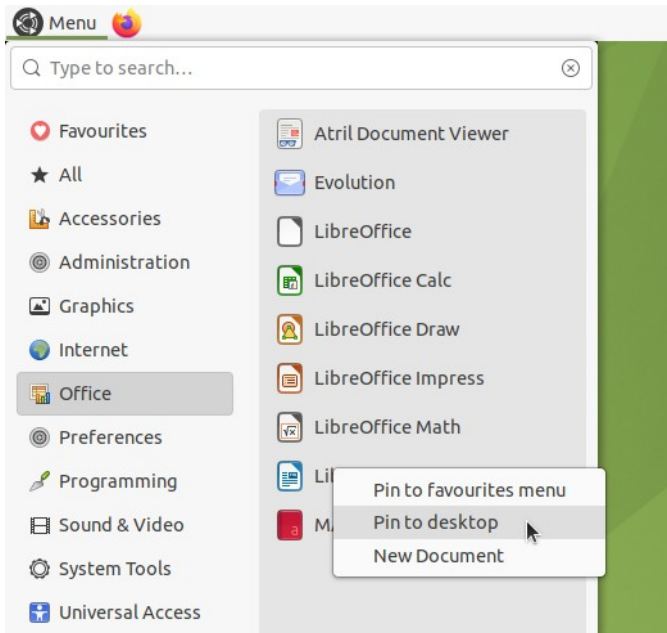 Menu
Type to search...
Favourites
All
Accessories
Administration
Graphics
Internet
Office
Preferences
Programming
Sound & Video
System Tools
Universal Access
Atril Document Viewer
Evolution
LibreOffice
LibreOffice Calc
LibreOffice Draw
LibreOffice Impress
LibreOffice Math
Pin to favourites menu
Pin to desktop
New Document